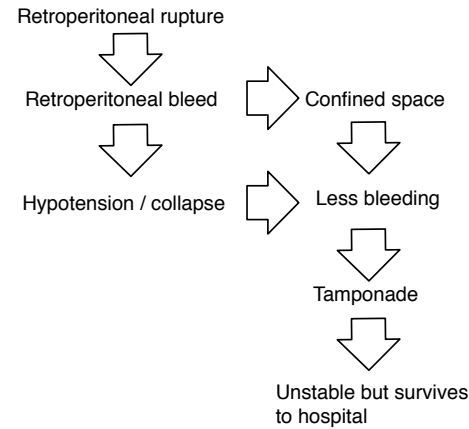 Retroperitoneal rupture
Retroperitoneal bleed
Confined space
Hypotension / collapse
Less bleeding
Tamponade
Unstable but survives
to hospital